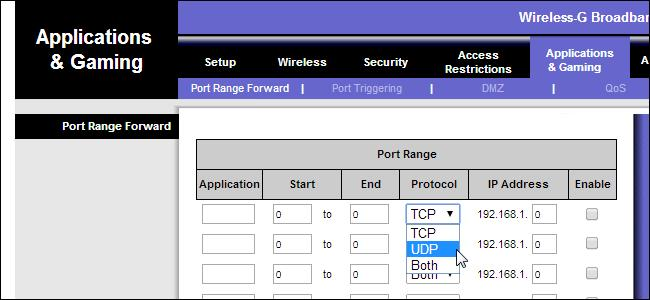 Wireless-G Broadban
Applications
& Gaming
Setup
Wireless
Security
Access
Restrictions
Applications
& Gaming
A
Port Range Forward | Port Triggering | DMZ | QoS
Port Range Forward
Port Range
Application Start End Protocol IP Address Enable
0 to 0 TCP 192.168.1. 0
TCP
UDP
Both
0 to 0 192.168.1. 0
0 to 0 Both 192.168.1. 0